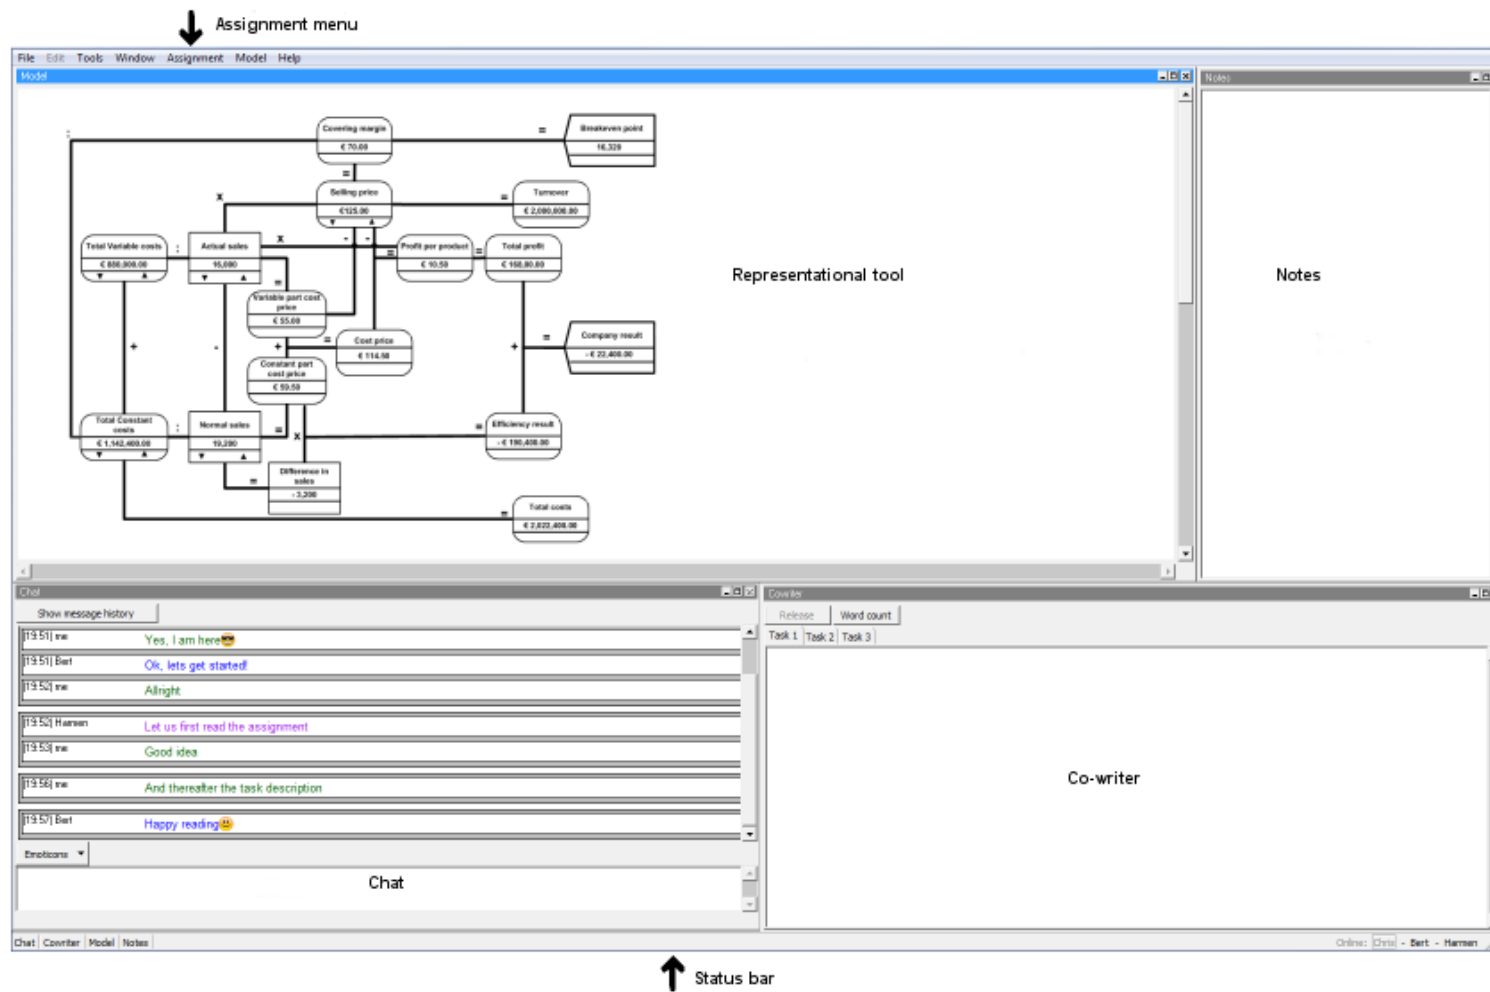 Assignment menu
File Edit Tools Window Assignment Model Help
Model
Notes
Covering margin
€ 70.00
Breakeven point
16,320
Selling price
€125.00
Turnover
€ 2,000,000.00
Total Variable costs
€ 880,000.00
Actual sales
16,000
Profit per product
€ 10.50
Total profit
€ 168,00.00
Variable part cost
price
€ 55.00
Cost price
€ 114.50
Company result
- € 22,400.00
Constant part
cost price
€ 59.50
Total Constant
costs
€ 1.142,400.00
Normal sales
19,200
Efficiency result
- € 190,400.00
Difference in
sales
- 3,200
Total costs
€ 2,022,400.00
: = = x = : x - - = = = + - + = = + = : = x = = =
Representational tool
Notes
Chat
Show message history
[19:51] me Yes, I am here
[19:51] Bert Ok, lets get started!
[19:52] me Allright
[19:52] Harmen Let us first read the assignment
[19:53] me Good idea
[19:56] me And thereafter the task description
[19:57] Bert Happy reading
Emoticons
Chat
Cowriter
Release Word count
Task 1 Task 2 Task 3
Co-writer
Chat Cowriter Model Notes
Online: Chris - Bert - Harmen
Status bar